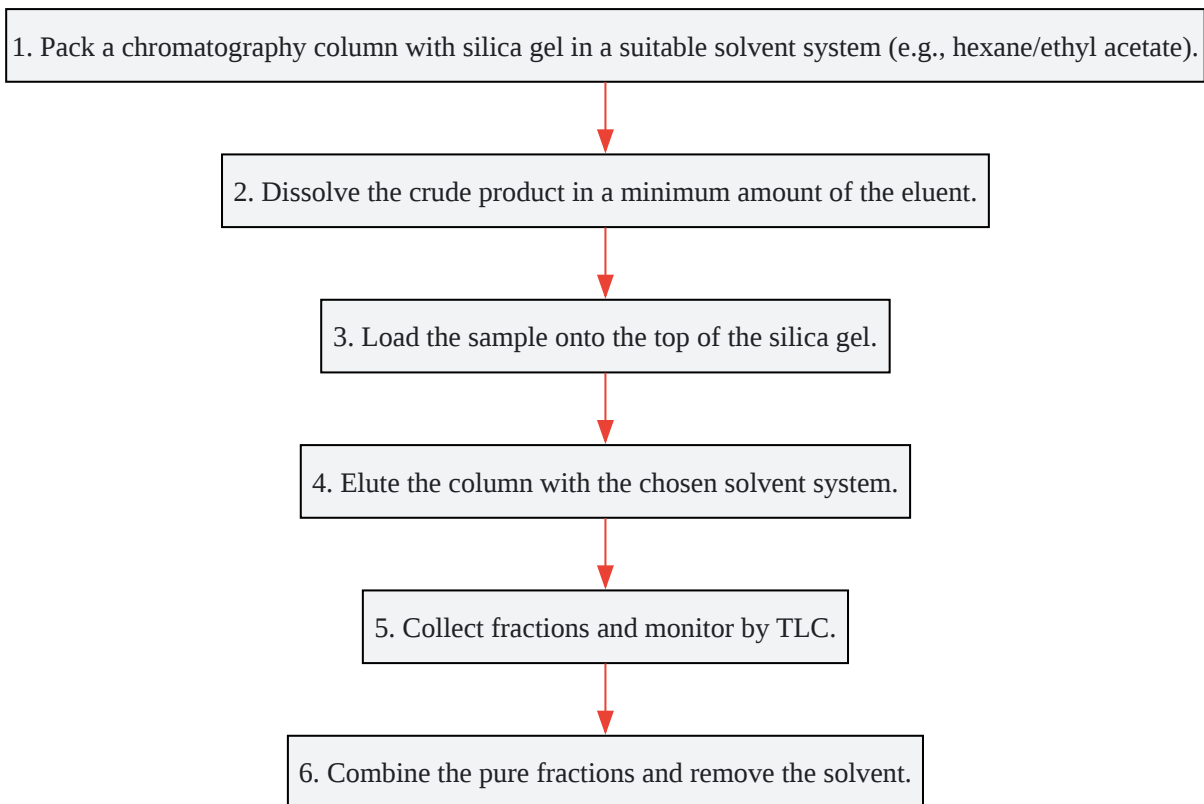 1. Pack a chromatography column with silica gel in a suitable solvent system (e.g., hexane/ethyl acetate).
2. Dissolve the crude product in a minimum amount of the eluent.
3. Load the sample onto the top of the silica gel.
4. Elute the column with the chosen solvent system.
5. Collect fractions and monitor by TLC.
6. Combine the pure fractions and remove the solvent.